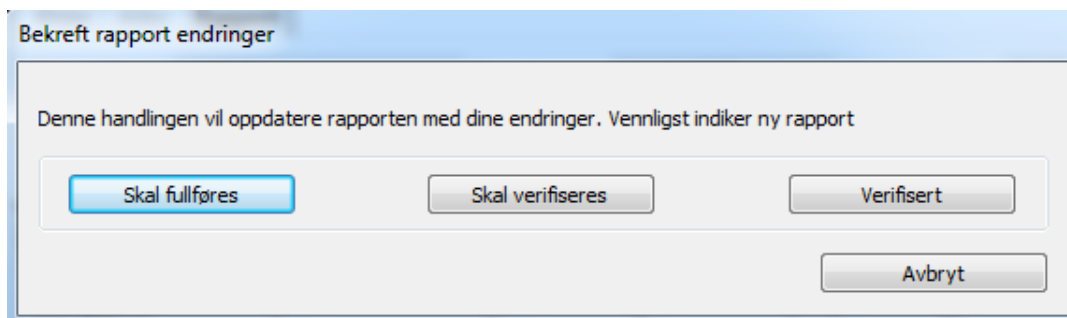 Bekreft rapport endringer
Denne handlingen vil oppdatere rapporten med dine endringer. Vennligst indiker ny rapport
Skal fullføres Skal verifiseres Verifisert
Avbryt